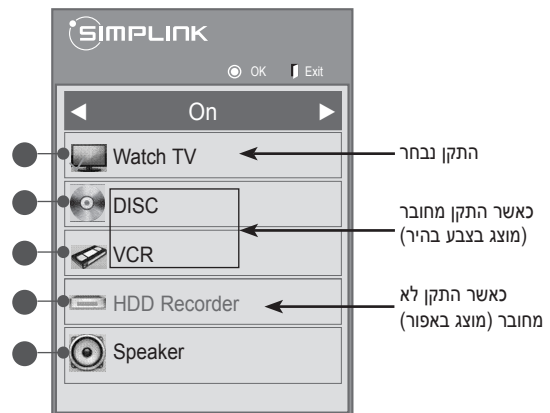 SIMPLINK
OK Exit
On
Watch TV
DISC
VCR
HDD Recorder
Speaker
התקן נבחר
כאשר התקן מחובר
(מוצג בצבע בהיר)
כאשר התקן לא
מחובר (מוצג באפור)